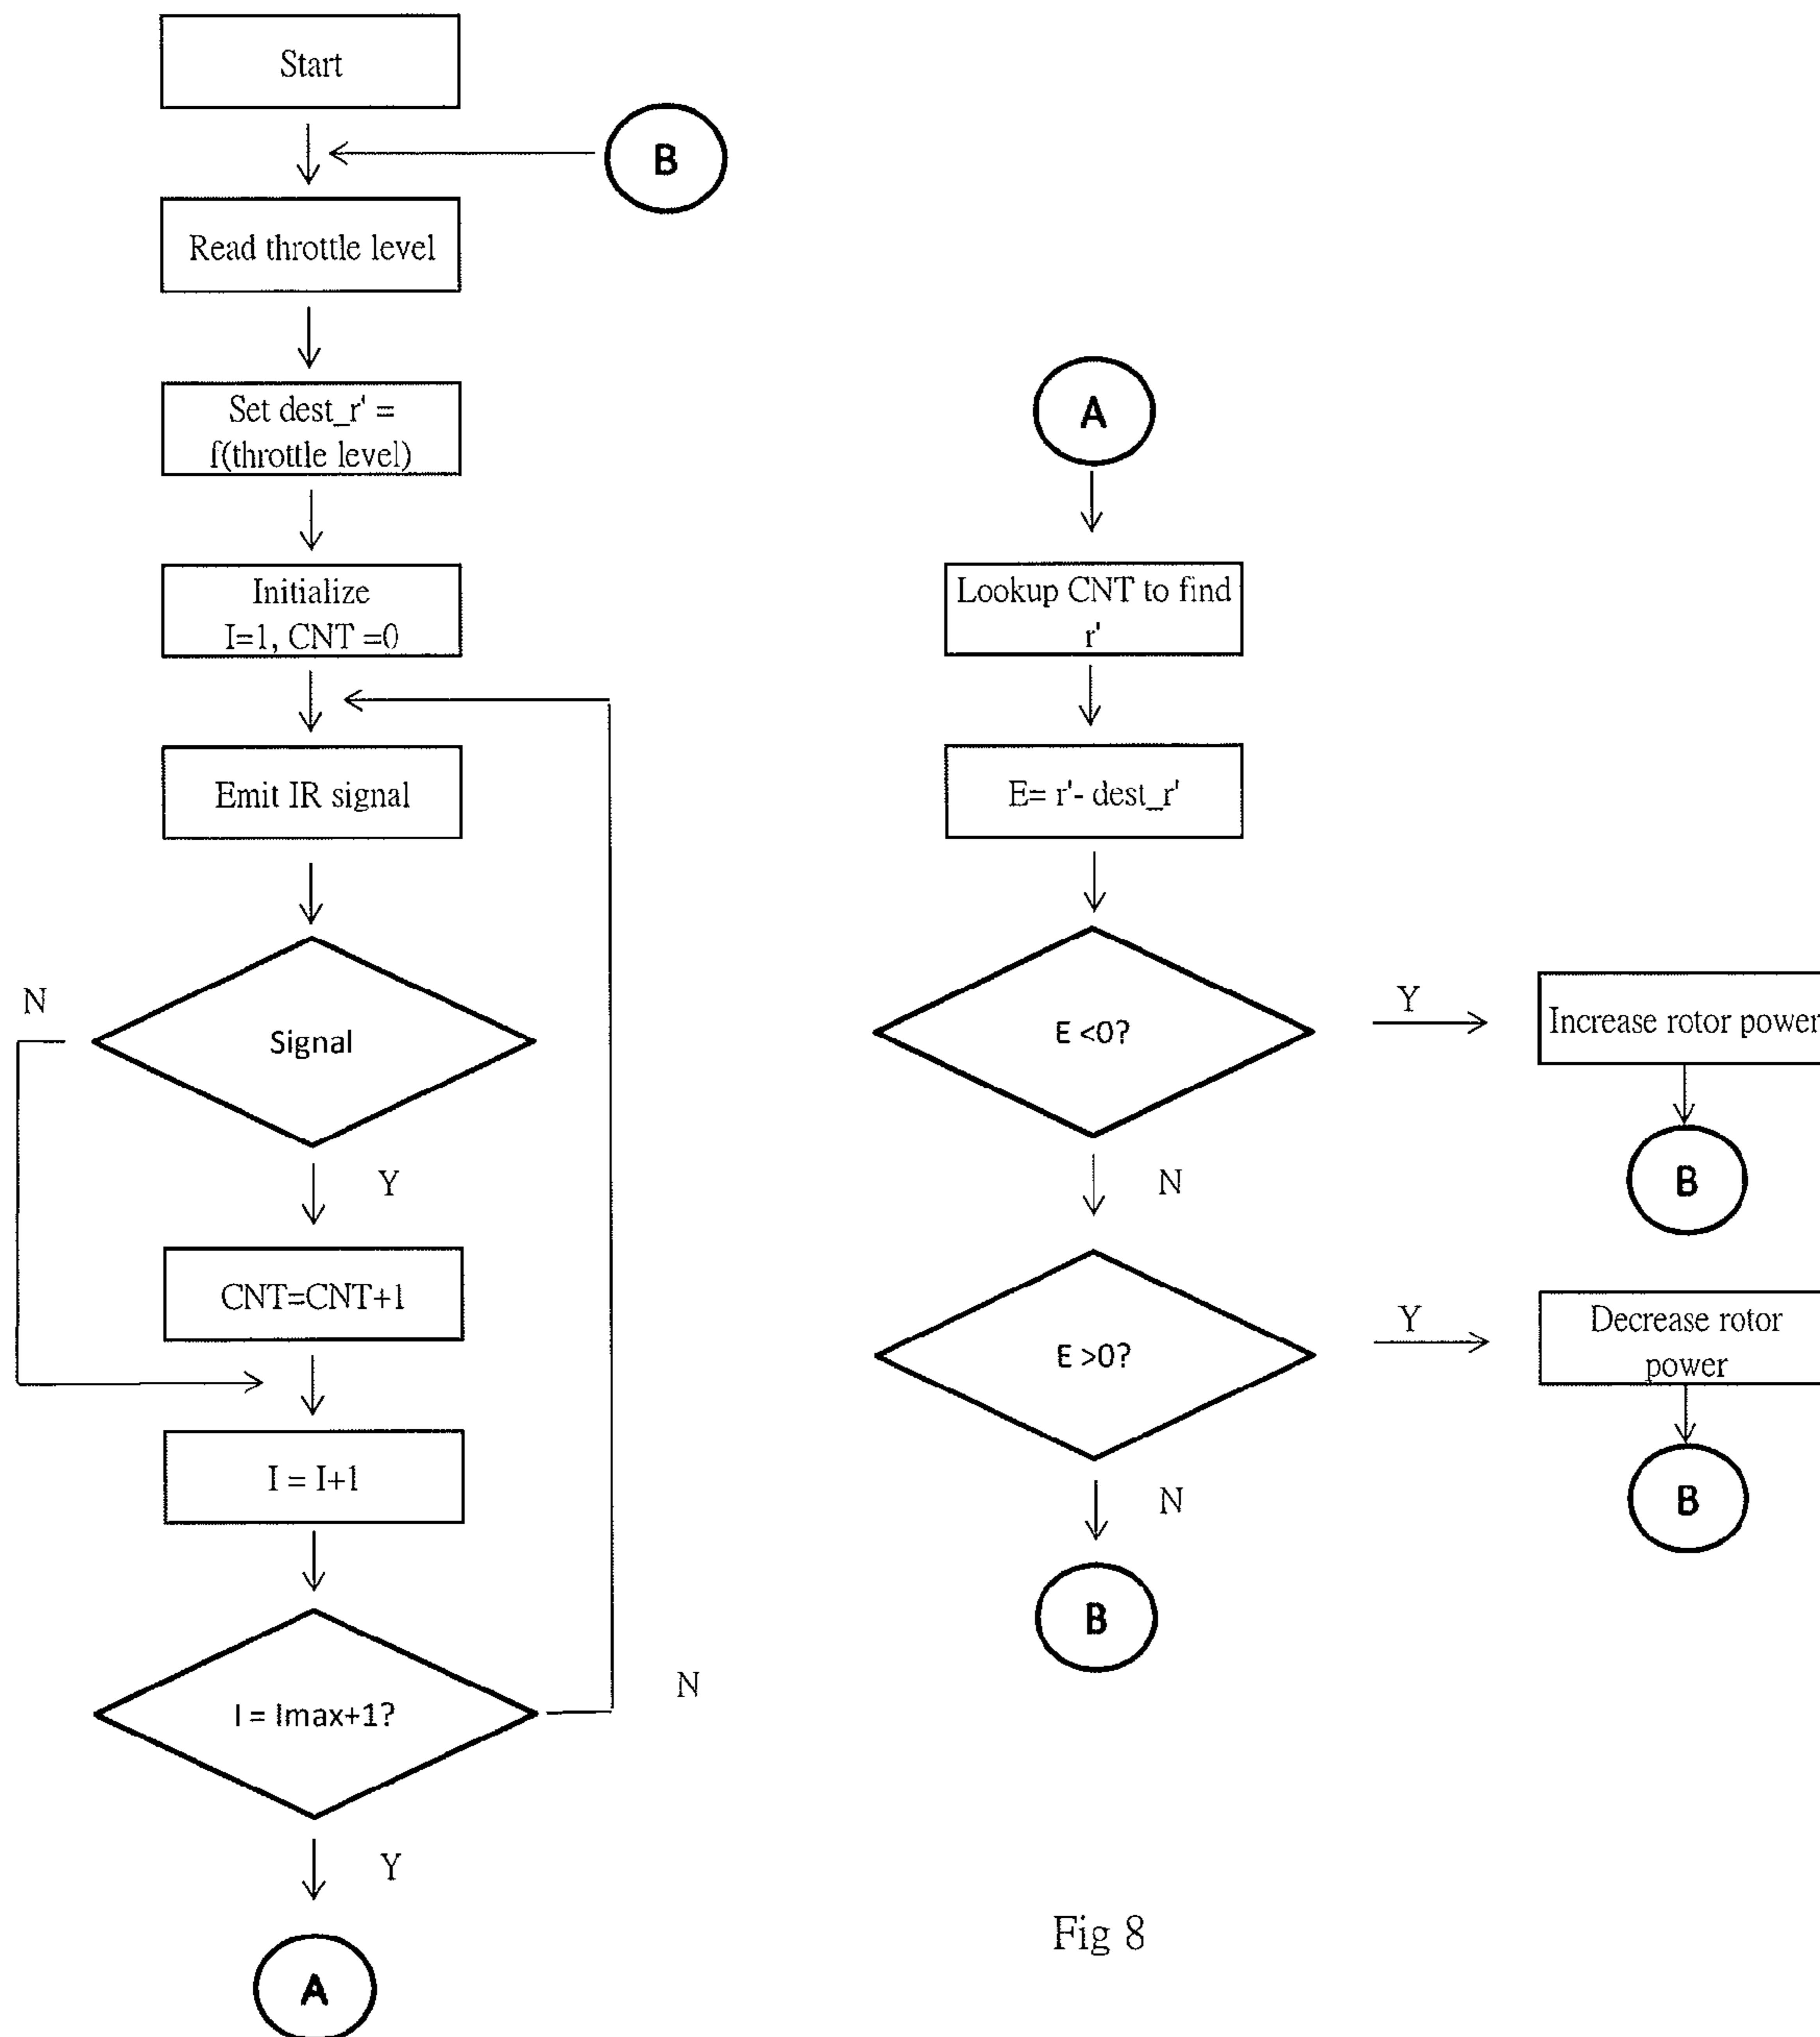 Start
B
Read throttle level
Set dest_r' =
f(throttle level)
Initialize
I=1, CNT =0
Emit IR signal
N
Signal
Y
CNT=CNT+1
I = I+1
I = Imax+1?
N
Y
A
A
Lookup CNT to find
r'
E= r'- dest_r'
E <0?
Y
Increase rotor power
B
N
E >0?
Y
Decrease rotor
power
B
N
B
Fig 8